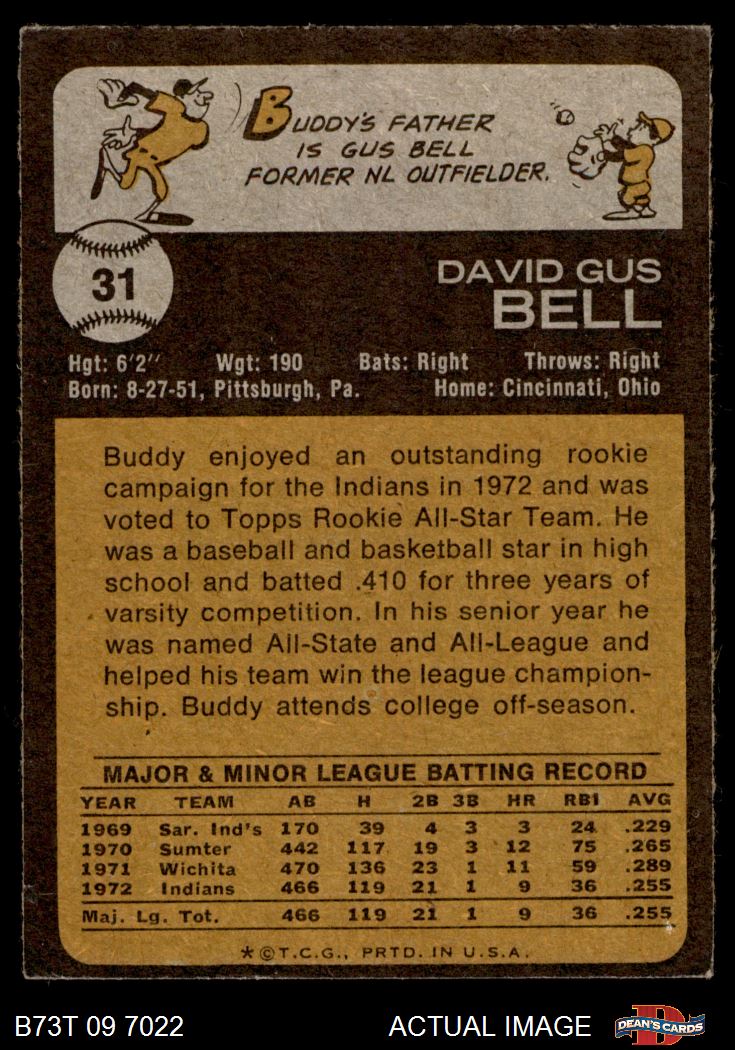 BUDDY'S FATHER
IS GUS BELL
FORMER NL OUTFIELDER.
31
DAVID GUS
BELL
Hgt: 6'2" Wgt: 190 Bats: Right Throws: Right
Born: 8-27-51, Pittsburgh, Pa. Home: Cincinnati, Ohio
Buddy enjoyed an outstanding rookie
campaign for the Indians in 1972 and was
voted to Topps Rookie All-Star Team. He
was a baseball and basketball star in high
school and batted .410 for three years of
varsity competition. In his senior year he
was named All-State and All-League and
helped his team win the league champion-
ship. Buddy attends college off-season.
MAJOR & MINOR LEAGUE BATTING RECORD
YEAR TEAM AB H 2B 3B HR RBI AVG
1969 Sar. Ind's 170 39 4 3 3 24 .229
1970 Sumter 442 117 19 3 12 75 .265
1971 Wichita 470 136 23 1 11 59 .289
1972 Indians 466 119 21 1 9 36 .255
Maj. Lg. Tot. 466 119 21 1 9 36 .255
*©T.C.G., PRTD. IN U.S.A.
B73T 09 7022 ACTUAL IMAGE DEAN'S CARDS